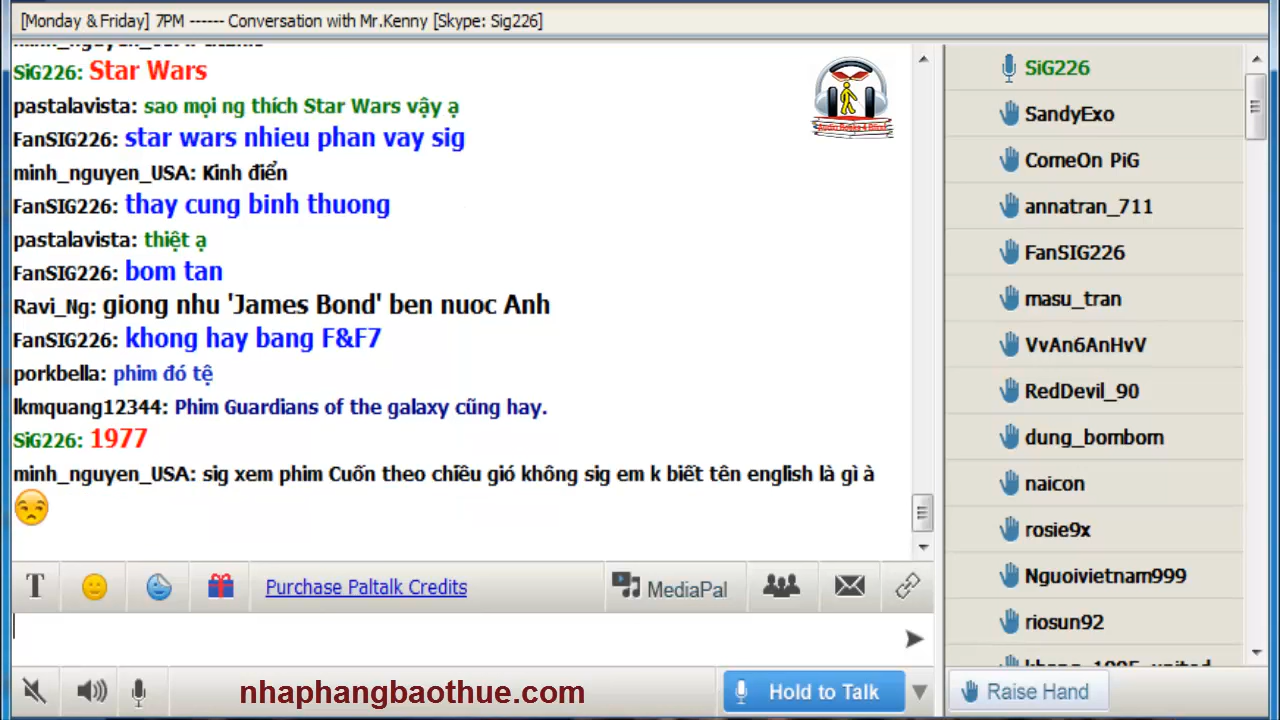 [Monday & Friday] 7PM ------ Conversation with Mr.Kenny [Skype: Sig226]
SiG226: Star Wars
pastalavista: sao mọi ng thích Star Wars vậy ạ
FanSIG226: star wars nhieu phan vay sig
minh_nguyen_USA: Kinh điển
FanSIG226: thay cung binh thuong
pastalavista: thiệt ạ
FanSIG226: bom tan
Ravi_Ng: giong nhu 'James Bond' ben nuoc Anh
FanSIG226: khong hay bang F&F7
porkbella: phim đó tệ
lkmquang12344: Phim Guardians of the galaxy cũng hay.
SiG226: 1977
minh_nguyen_USA: sig xem phim Cuốn theo chiều gió không sig em k biết tên english là gì à
T
Purchase Paltalk Credits
MediaPal
nhaphangbaothue.com
Hold to Talk
SiG226
SandyExo
ComeOn PiG
annatran_711
FanSIG226
masu_tran
VvAn6AnHvV
RedDevil_90
dung_bombom
naicon
rosie9x
Nguoivietnam999
riosun92
Raise Hand